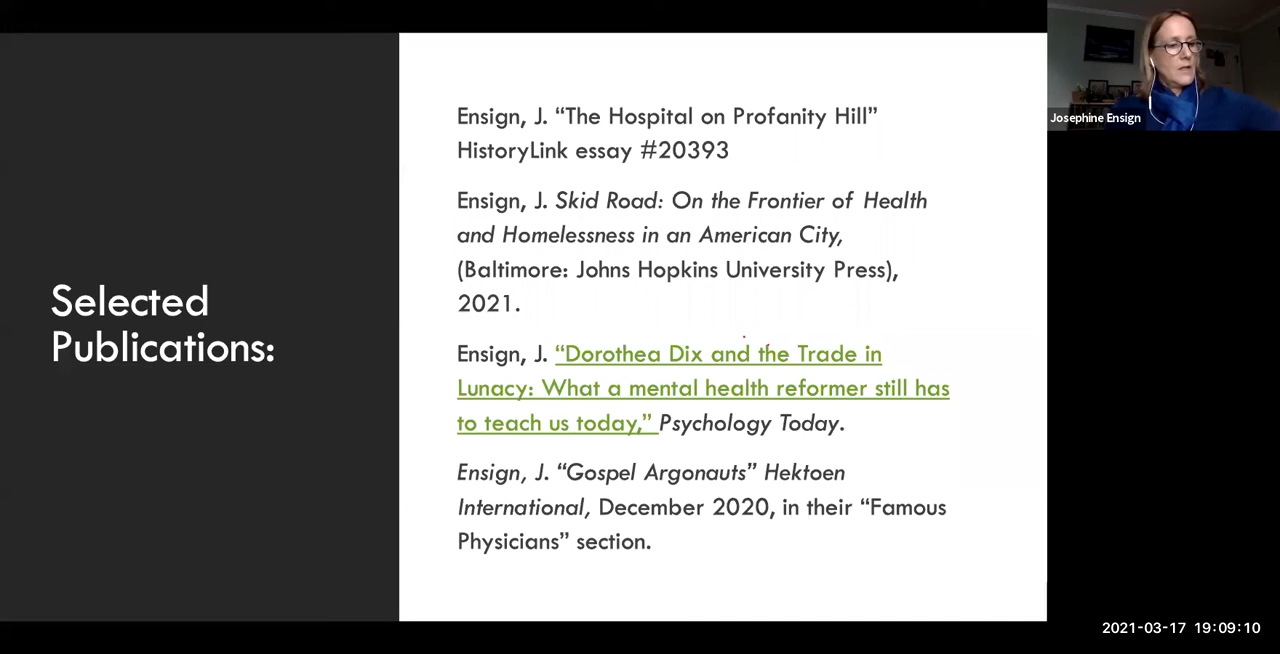 Selected
Publications:
Ensign, J. “The Hospital on Profanity Hill”
HistoryLink essay #20393
Ensign, J. Skid Road: On the Frontier of Health
and Homelessness in an American City,
(Baltimore: Johns Hopkins University Press),
2021.
Ensign, J. “Dorothea Dix and the Trade in
Lunacy: What a mental health reformer still has
to teach us today,” Psychology Today.
Ensign, J. “Gospel Argonauts” Hektoen
International, December 2020, in their “Famous
Physicians” section.
Josephine Ensign
2021-03-17 19:09:10